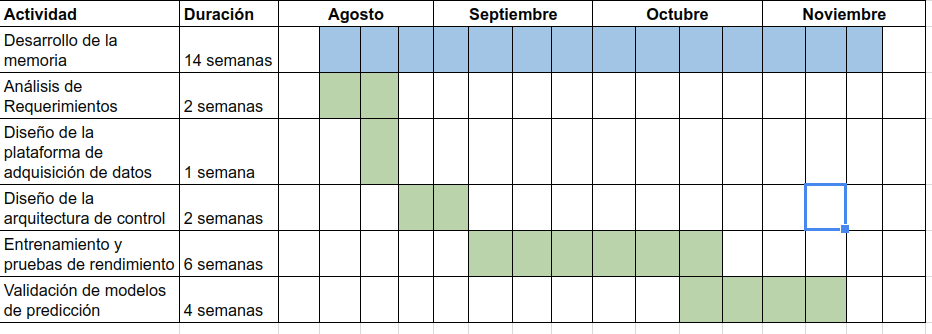 Actividad Duración Agosto Septiembre Octubre Noviembre
Desarrollo de la
memoria 14 semanas
Análisis de
Requerimientos 2 semanas
Diseño de la
plataforma de
adquisición de datos 1 semana
Diseño de la
arquitectura de control 2 semanas
Entrenamiento y
pruebas de rendimiento 6 semanas
Validación de modelos
de predicción 4 semanas